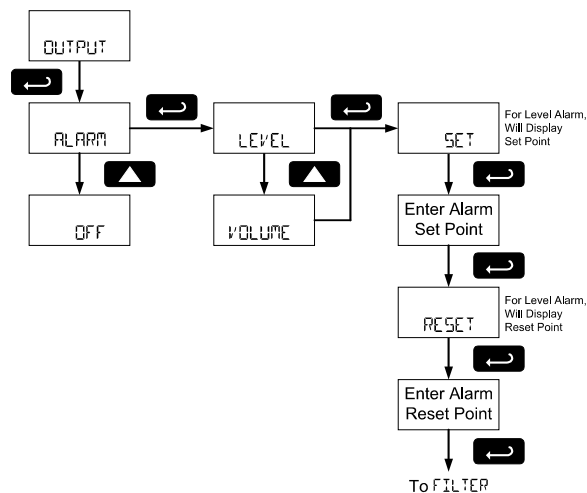 OUTPUT
ALARM
OFF
LEVEL
VOLUME
SET
For Level Alarm,
Will Display
Set Point
Enter Alarm
Set Point
RESET
For Level Alarm,
Will Display
Reset Point
Enter Alarm
Reset Point
To FILTER